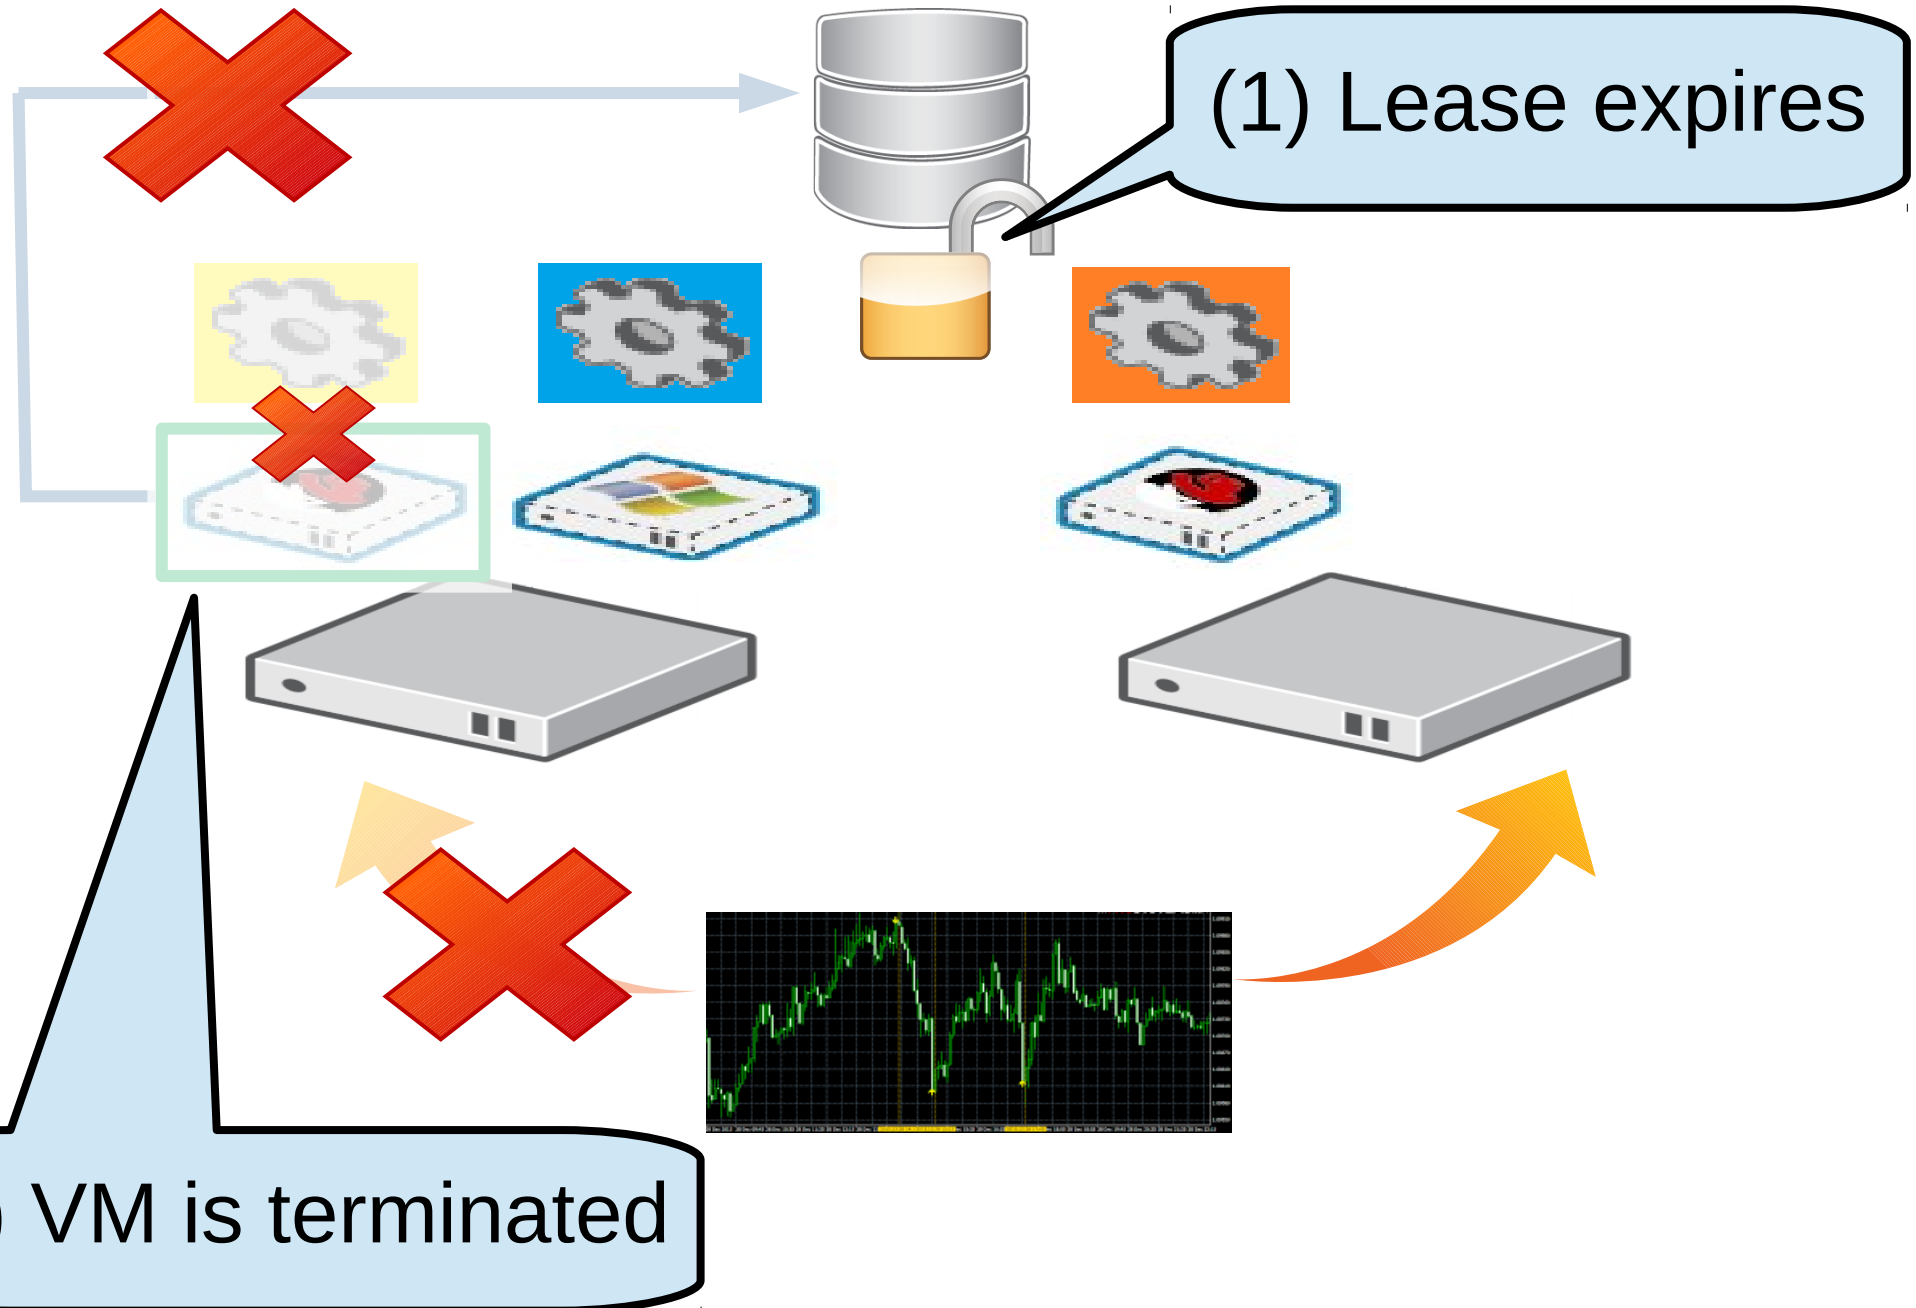 (1) Lease expires
) VM is terminated